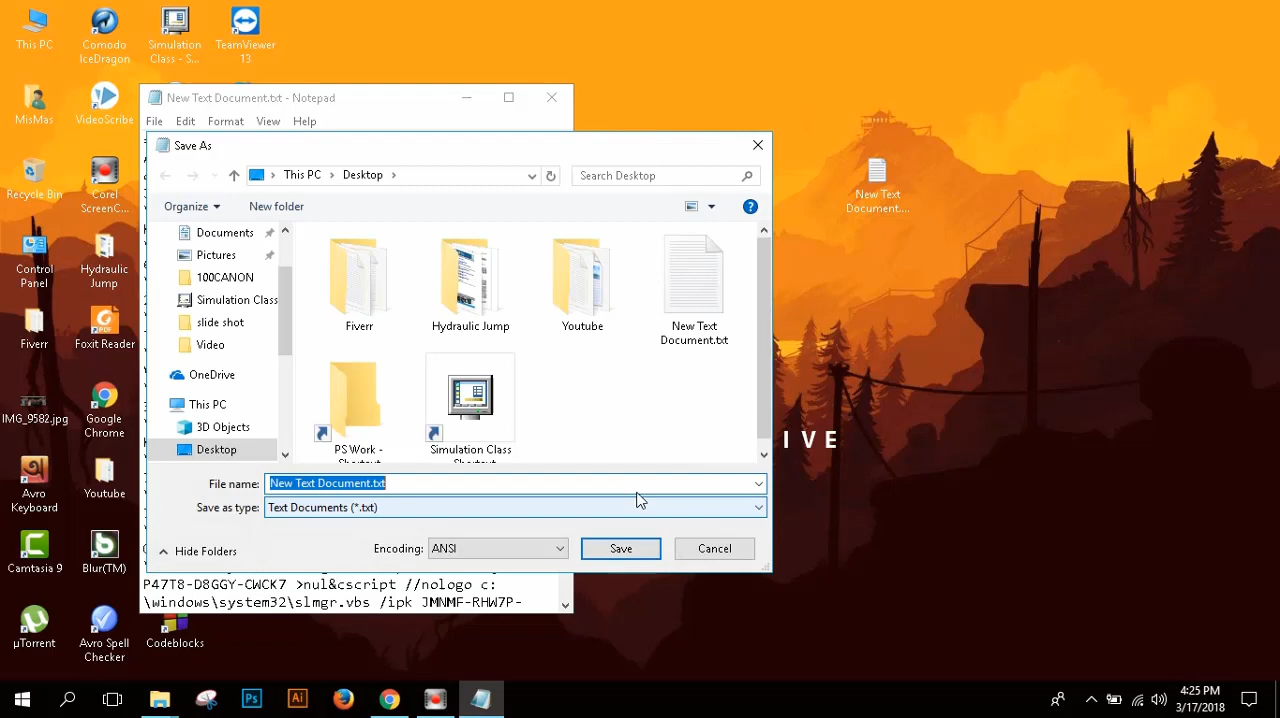 This PC
Comodo
IceDragon
Simulation
Class - S...
TeamViewer
13
MisMas
VideoScribe
Recycle Bin
Corel
ScreenC...
Control
Panel
Hydraulic
Jump
Fiverr
Foxit Reader
IMG_9582.jpg
Google
Chrome
Avro
Keyboard
Youtube
Camtasia 9
Blur(TM)
µTorrent
Avro Spell
Checker
Codeblocks
New Text Document.txt - Notepad
File Edit Format View Help
Save As
This PC Desktop
Search Desktop
Organize New folder
Documents
Pictures
100CANON
Simulation Class
slide shot
Video
OneDrive
This PC
3D Objects
Desktop
Fiverr
Hydraulic Jump
Youtube
New Text
Document.txt
PS Work -
Simulation Class
File name: New Text Document.txt
Save as type: Text Documents (*.txt)
Hide Folders
Encoding: ANSI
Save
Cancel
P47T8-D8GGY-CWCK7 >nul&cscript //nologo c:
\windows\system32\slmgr.vbs /ipk JMNMF-RHW7P-
New Text
Document....
IVE
Ps
Ai
4:25 PM
3/17/2018